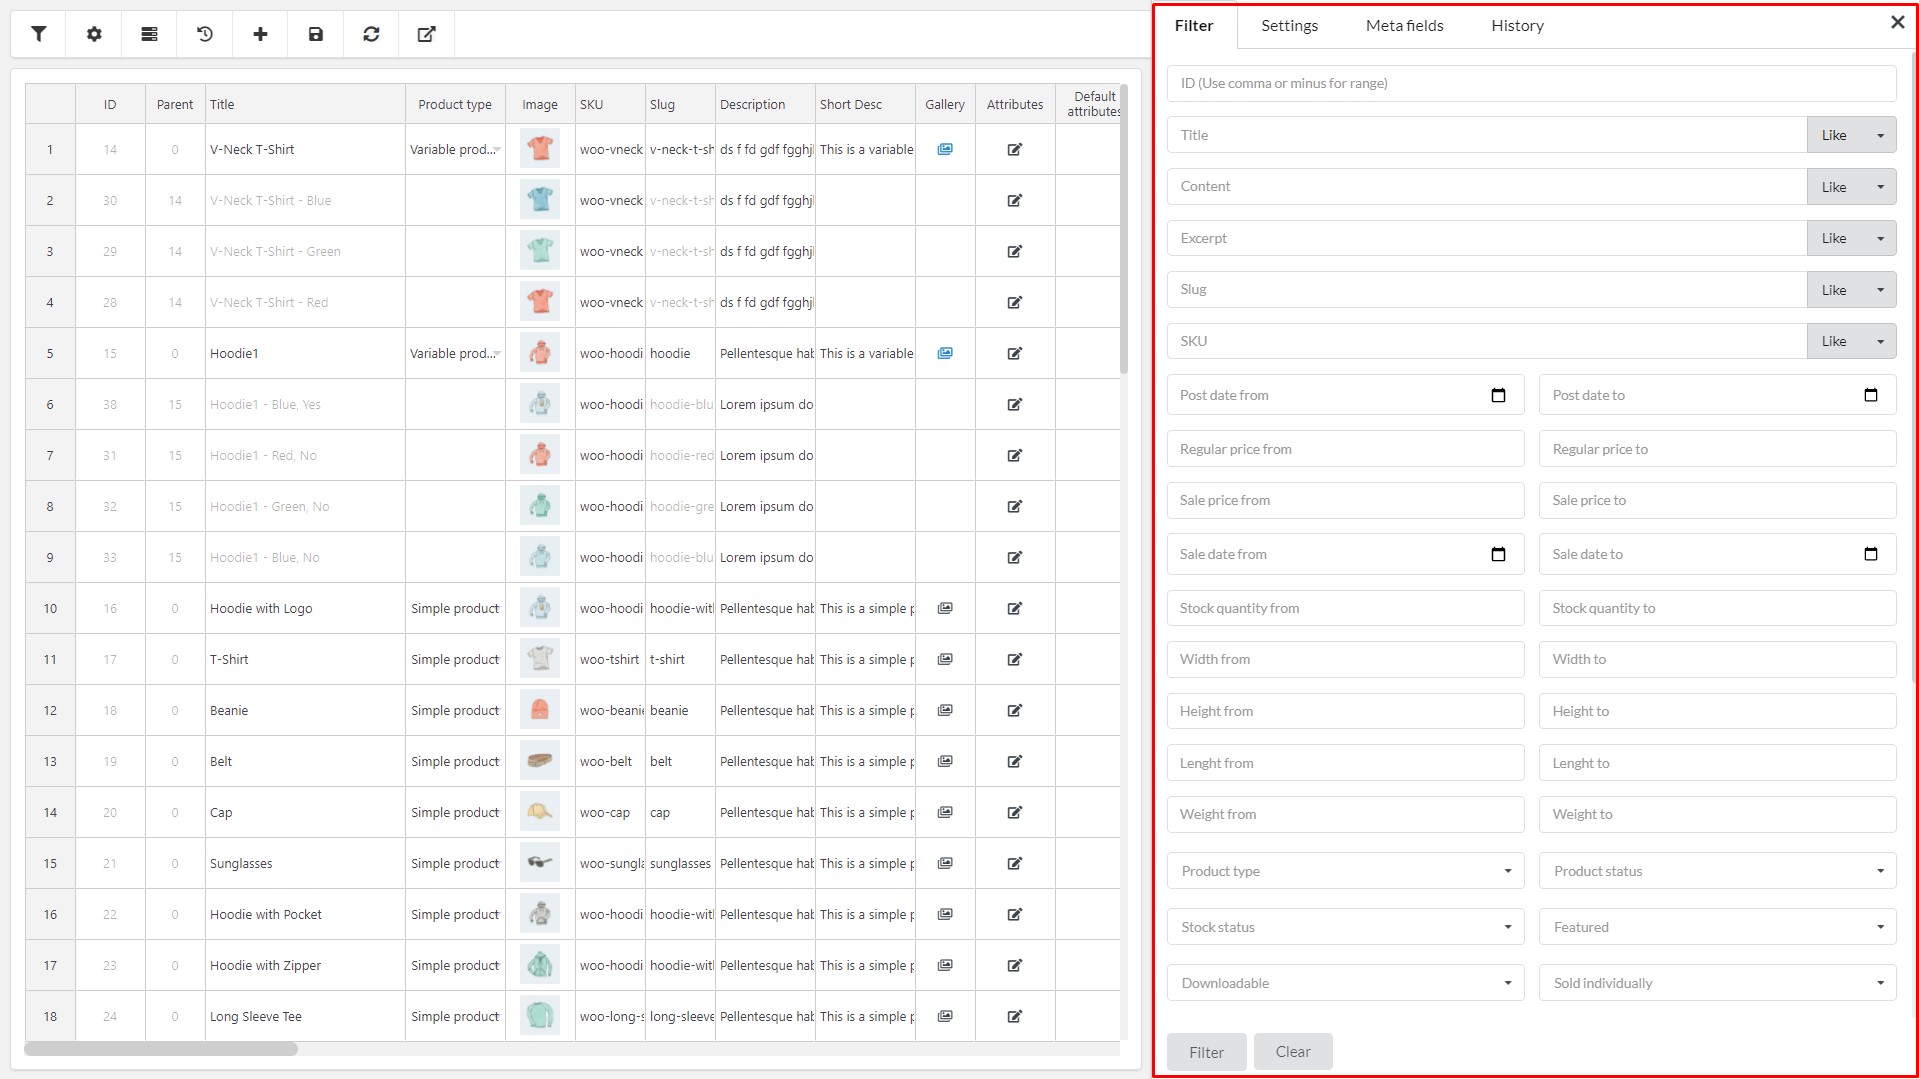 Filter Settings Meta fields History
ID Parent Title Product type Image SKU Slug Description Short Desc Gallery Attributes Default attributes
1 14 0 V-Neck T-Shirt Variable prod... woo-vneck v-neck-t-sh ds f fd gdf fgghj This is a variable
2 30 14 V-Neck T-Shirt - Blue woo-vneck v-neck-t-sh ds f fd gdf fgghj
3 29 14 V-Neck T-Shirt - Green woo-vneck v-neck-t-sh ds f fd gdf fgghj
4 28 14 V-Neck T-Shirt - Red woo-vneck v-neck-t-sh ds f fd gdf fgghj
5 15 0 Hoodie1 Variable prod... woo-hoodi hoodie Pellentesque hab This is a variable
6 38 15 Hoodie1 - Blue, Yes woo-hoodi hoodie-blu Lorem ipsum do
7 31 15 Hoodie1 - Red, No woo-hoodi hoodie-red Lorem ipsum do
8 32 15 Hoodie1 - Green, No woo-hoodi hoodie-gre Lorem ipsum do
9 33 15 Hoodie1 - Blue, No woo-hoodi hoodie-blu Lorem ipsum do
10 16 0 Hoodie with Logo Simple product woo-hoodi hoodie-wit Pellentesque hab This is a simple p
11 17 0 T-Shirt Simple product woo-tshirt t-shirt Pellentesque hab This is a simple p
12 18 0 Beanie Simple product woo-beanie beanie Pellentesque hab This is a simple p
13 19 0 Belt Simple product woo-belt belt Pellentesque hab This is a simple p
14 20 0 Cap Simple product woo-cap cap Pellentesque hab This is a simple p
15 21 0 Sunglasses Simple product woo-sungla sunglasses Pellentesque hab This is a simple p
16 22 0 Hoodie with Pocket Simple product woo-hoodi hoodie-wit Pellentesque hab This is a simple p
17 23 0 Hoodie with Zipper Simple product woo-hoodi hoodie-wit Pellentesque hab This is a simple p
18 24 0 Long Sleeve Tee Simple product woo-long-s long-sleeve Pellentesque hab This is a simple p
ID (Use comma or minus for range)
Title Like
Content Like
Excerpt Like
Slug Like
SKU Like
Post date from Post date to
Regular price from Regular price to
Sale price from Sale price to
Sale date from Sale date to
Stock quantity from Stock quantity to
Width from Width to
Height from Height to
Lenght from Lenght to
Weight from Weight to
Product type Product status
Stock status Featured
Downloadable Sold individually
Filter Clear